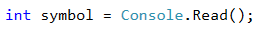 int symbol = Console.Read();